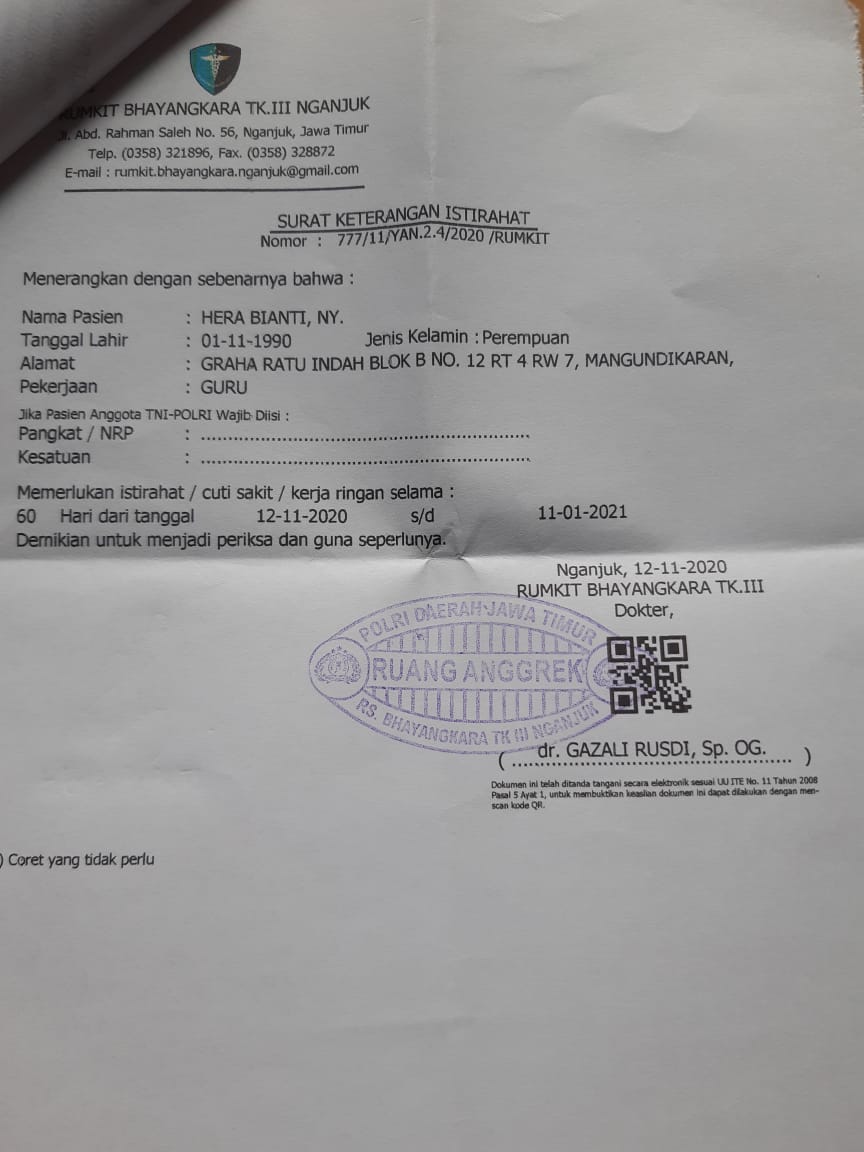 RUMKIT BHAYANGKARA TK.III NGANJUK
Jl. Abd. Rahman Saleh No. 56, Nganjuk, Jawa Timur
Telp. (0358) 321896, Fax. (0358) 328872
E-mail : rumkit.bhayangkara.nganjuk@gmail.com
SURAT KETERANGAN ISTIRAHAT
Nomor : 777/11/YAN.2.4/2020 /RUMKIT
Menerangkan dengan sebenarnya bahwa :
Nama Pasien : HERA BIANTI, NY.
Tanggal Lahir : 01-11-1990 Jenis Kelamin : Perempuan
Alamat : GRAHA RATU INDAH BLOK B NO. 12 RT 4 RW 7, MANGUNDIKARAN,
Pekerjaan : GURU
Jika Pasien Anggota TNI-POLRI Wajib Diisi :
Pangkat / NRP : ........................................................
Kesatuan : ........................................................
Memerlukan istirahat / cuti sakit / kerja ringan selama :
60 Hari dari tanggal 12-11-2020 s/d 11-01-2021
Demikian untuk menjadi periksa dan guna seperlunya.
Nganjuk, 12-11-2020
RUMKIT BHAYANGKARA TK.III
Dokter,
POLRI DAERAH JAWA TIMUR
RUANG ANGGREK
RS. BHAYANGKARA TK III NGANJUK
( dr. GAZALI RUSDI, Sp. OG. )
Dokumen ini telah ditanda tangani secara elektronik sesuai UU ITE No. 11 Tahun 2008
Pasal 5 Ayat 1, untuk membuktikan keaslian dokumen ini dapat dilakukan dengan men-
scan kode QR.
) Coret yang tidak perlu